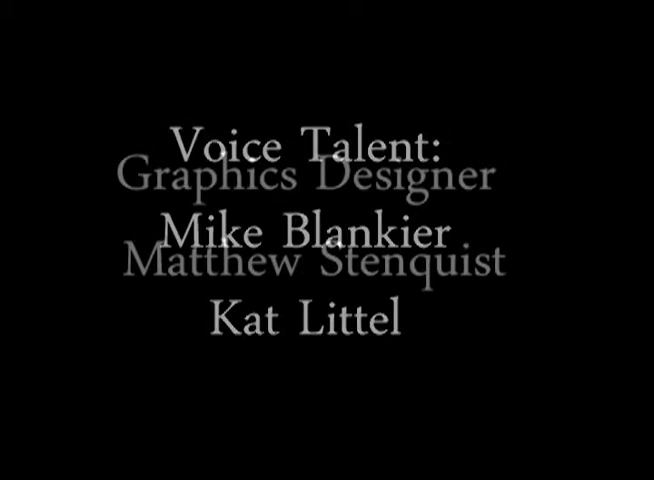 Voice Talent:
Graphics Designer
Mike Blankier
Matthew Stenquist
Kat Littel